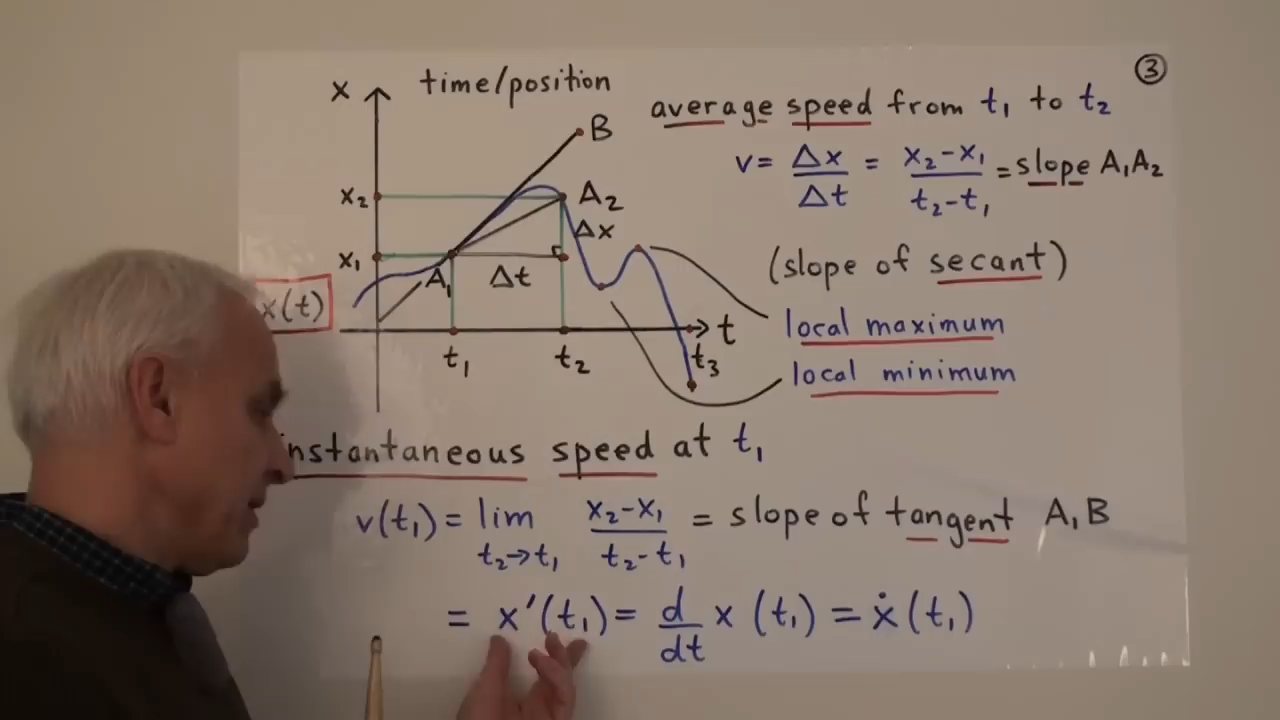 ③
x time/position
B
average speed from t₁ to t₂
x₂ A₂
v = Δx/Δt = (x₂-x₁)/(t₂-t₁) = slope A₁A₂
Δx
x₁ A₁ Δt
(slope of secant)
x(t)
t
local maximum
t₁ t₂ t₃
local minimum
instantaneous speed at t₁
v(t₁) = lim t₂→t₁ (x₂-x₁)/(t₂-t₁) = slope of tangent A₁B
= x'(t₁) = d/dt x (t₁) = ẋ(t₁)